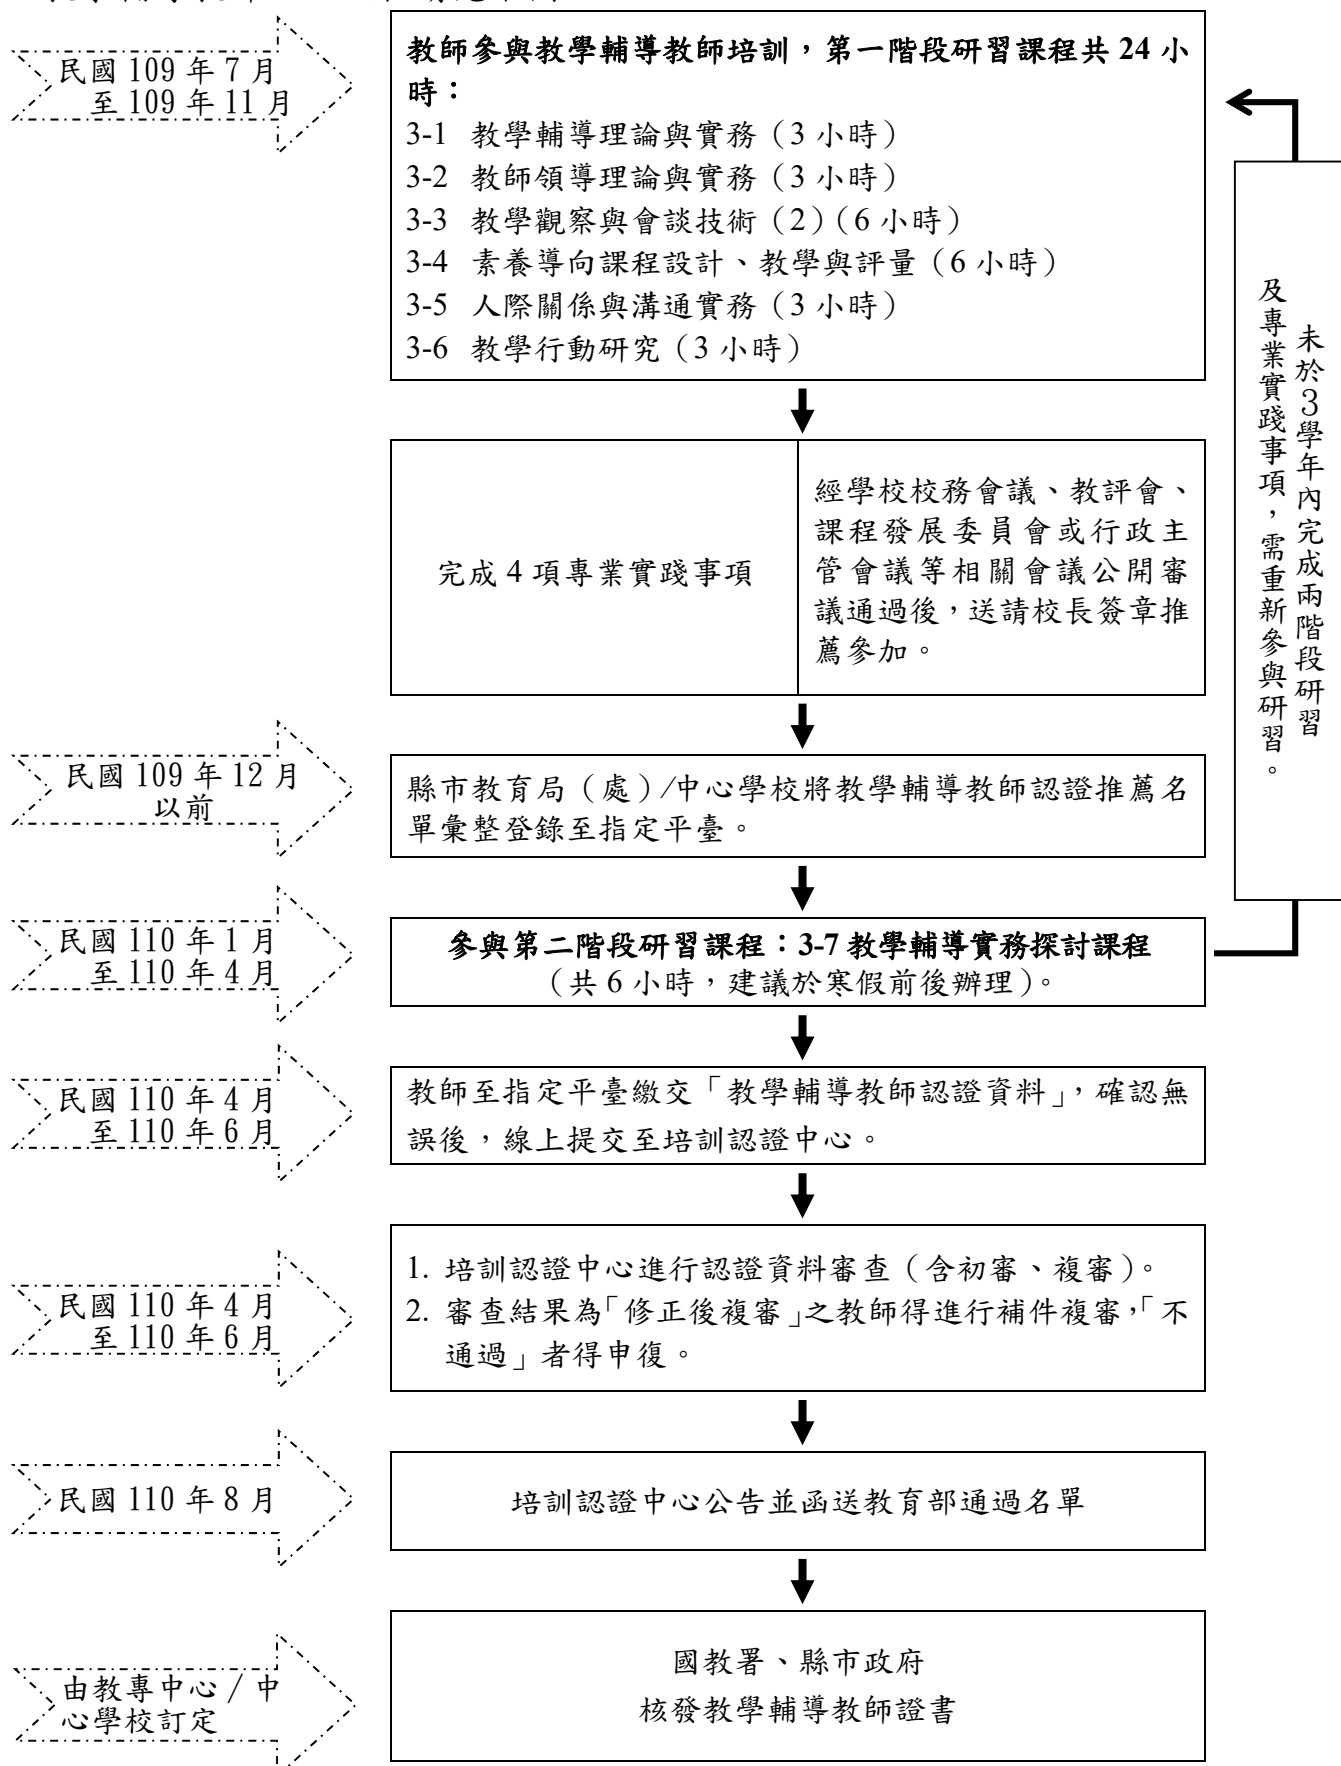 民國 109 年 7 月
至 109 年 11 月
教師參與教學輔導教師培訓，第一階段研習課程共 24 小
時：
3-1 教學輔導理論與實務（3 小時）
3-2 教師領導理論與實務（3 小時）
3-3 教學觀察與會談技術（2）（6 小時）
3-4 素養導向課程設計、教學與評量（6 小時）
3-5 人際關係與溝通實務（3 小時）
3-6 教學行動研究（3 小時）
未於3學年內完成兩階段研習
及專業實踐事項，需重新參與研習。
完成 4 項專業實踐事項
經學校校務會議、教評會、
課程發展委員會或行政主
管會議等相關會議公開審
議通過後，送請校長簽章推
薦參加。
民國 109 年 12 月
以前
縣市教育局（處）/中心學校將教學輔導教師認證推薦名
單彙整登錄至指定平臺。
民國 110 年 1 月
至 110 年 4 月
參與第二階段研習課程：3-7 教學輔導實務探討課程
（共 6 小時，建議於寒假前後辦理）。
民國 110 年 4 月
至 110 年 6 月
教師至指定平臺繳交「教學輔導教師認證資料」，確認無
誤後，線上提交至培訓認證中心。
民國 110 年 4 月
至 110 年 6 月
1. 培訓認證中心進行認證資料審查（含初審、複審）。
2. 審查結果為「修正後複審」之教師得進行補件複審，「不
通過」者得申復。
民國 110 年 8 月
培訓認證中心公告並函送教育部通過名單
由教專中心/中
心學校訂定
國教署、縣市政府
核發教學輔導教師證書